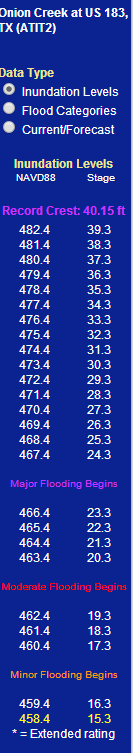 Onion Creek at US 183,
TX (ATIT2)
Data Type
Inundation Levels
Flood Categories
Current/Forecast
Inundation Levels
NAVD88 Stage
Record Crest: 40.15 ft
482.4 39.3
481.4 38.3
480.4 37.3
479.4 36.3
478.4 35.3
477.4 34.3
476.4 33.3
475.4 32.3
474.4 31.3
473.4 30.3
472.4 29.3
471.4 28.3
470.4 27.3
469.4 26.3
468.4 25.3
467.4 24.3
Major Flooding Begins
466.4 23.3
465.4 22.3
464.4 21.3
463.4 20.3
Moderate Flooding Begins
462.4 19.3
461.4 18.3
460.4 17.3
Minor Flooding Begins
459.4 16.3
458.4 15.3
* = Extended rating